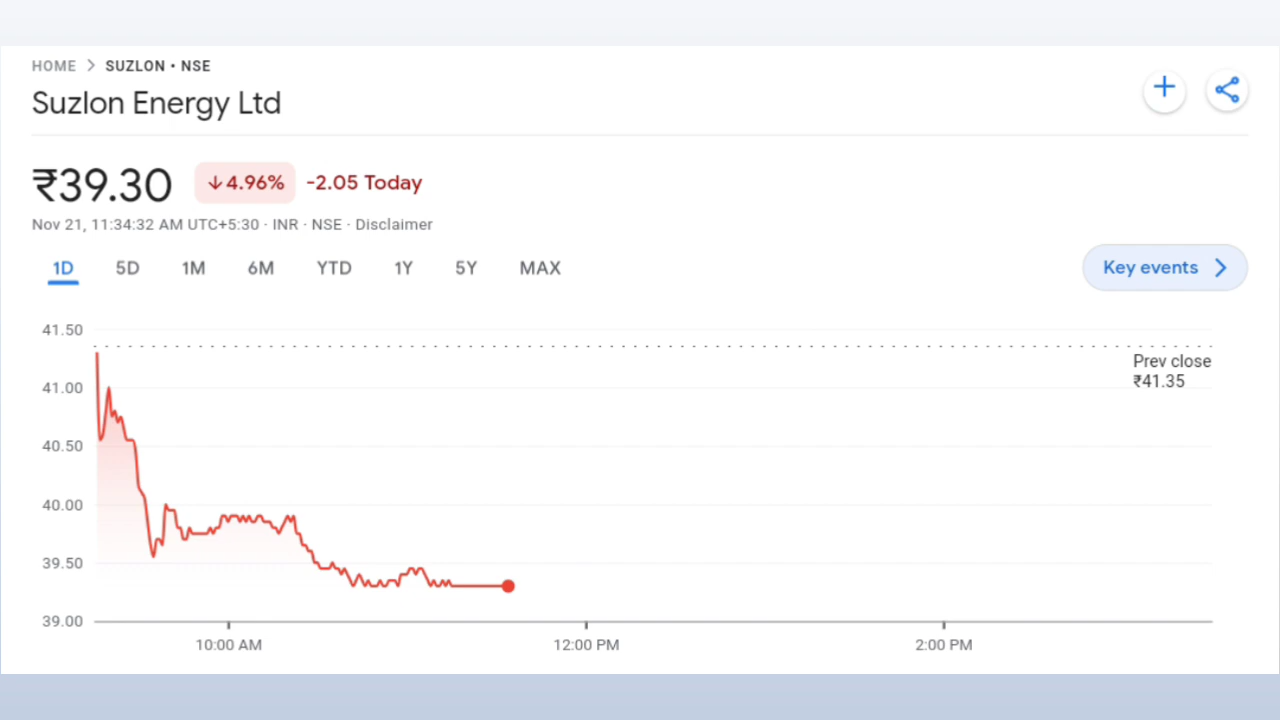 HOME > SUZLON • NSE
Suzlon Energy Ltd
₹39.30 ↓4.96% -2.05 Today
Nov 21, 11:34:32 AM UTC+5:30 · INR · NSE · Disclaimer
1D 5D 1M 6M YTD 1Y 5Y MAX Key events >
41.50
Prev close
₹41.35
41.00
40.50
40.00
39.50
39.00
10:00 AM 12:00 PM 2:00 PM